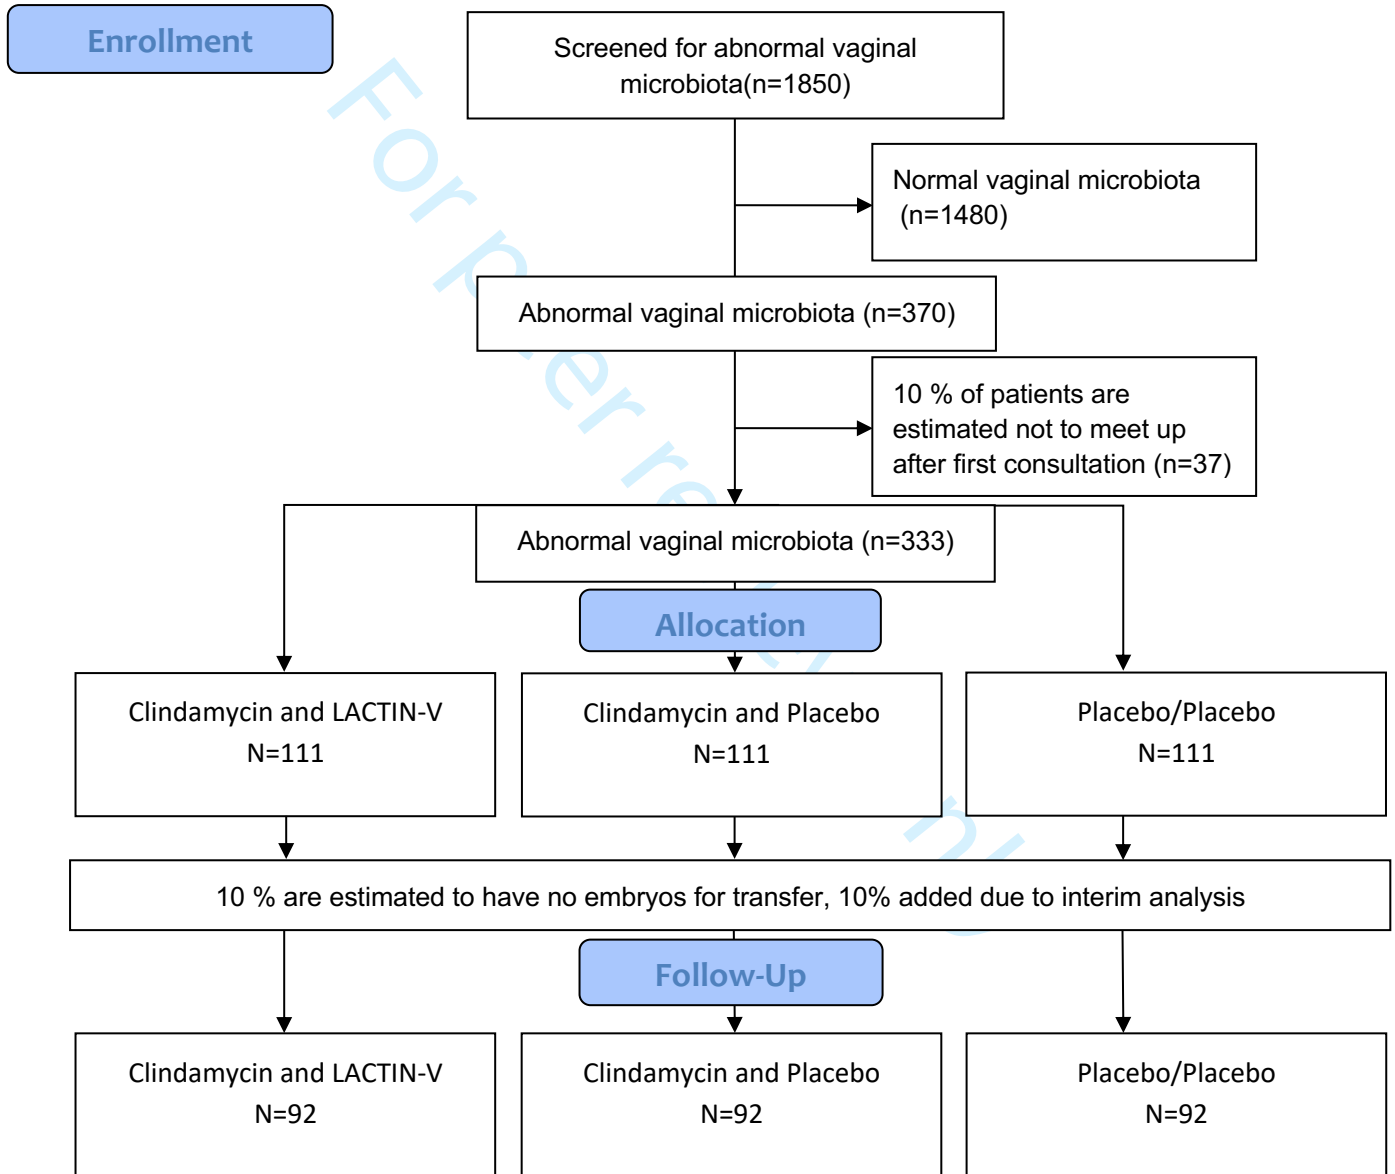 Enrollment
Screened for abnormal vaginal
microbiota(n=1850)
Normal vaginal microbiota
(n=1480)
Abnormal vaginal microbiota (n=370)
10 % of patients are
estimated not to meet up
after first consultation (n=37)
Abnormal vaginal microbiota (n=333)
Allocation
Clindamycin and LACTIN-V
N=111
Clindamycin and Placebo
N=111
Placebo/Placebo
N=111
10 % are estimated to have no embryos for transfer, 10% added due to interim analysis
Follow-Up
Clindamycin and LACTIN-V
N=92
Clindamycin and Placebo
N=92
Placebo/Placebo
N=92
For peer